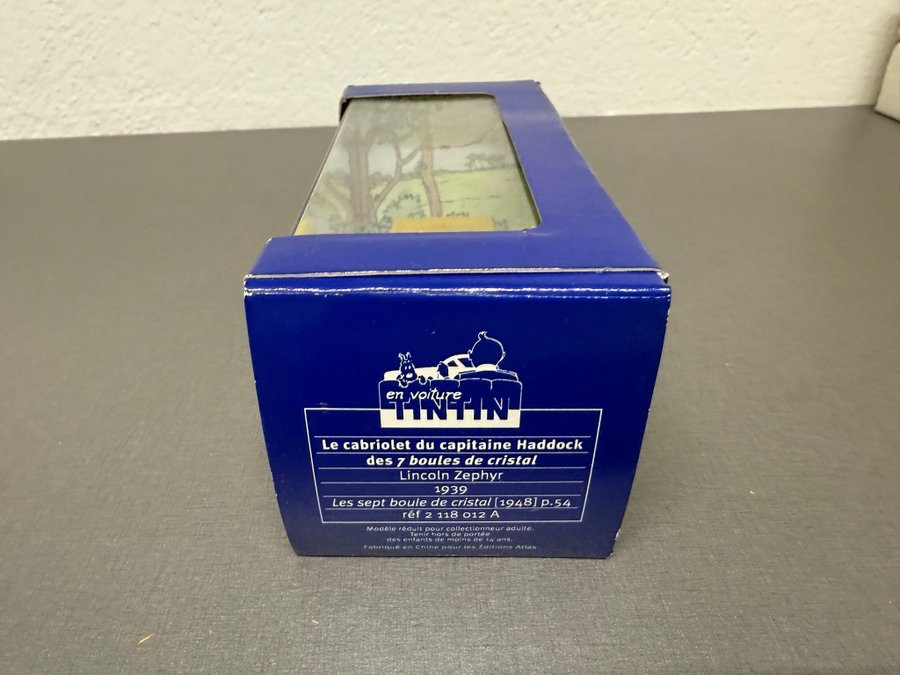 en voiture
TINTIN
Le cabriolet du capitaine Haddock
des 7 boules de cristal
Lincoln Zephyr
1939
Les sept boule de cristal [1948] p.54
réf 2 118 012 A
Modèle réduit pour collectionneur adulte.
Tenir hors de portée
des enfants de moins de 14 ans.
Fabriqué en Chine pour les Éditions Atlas